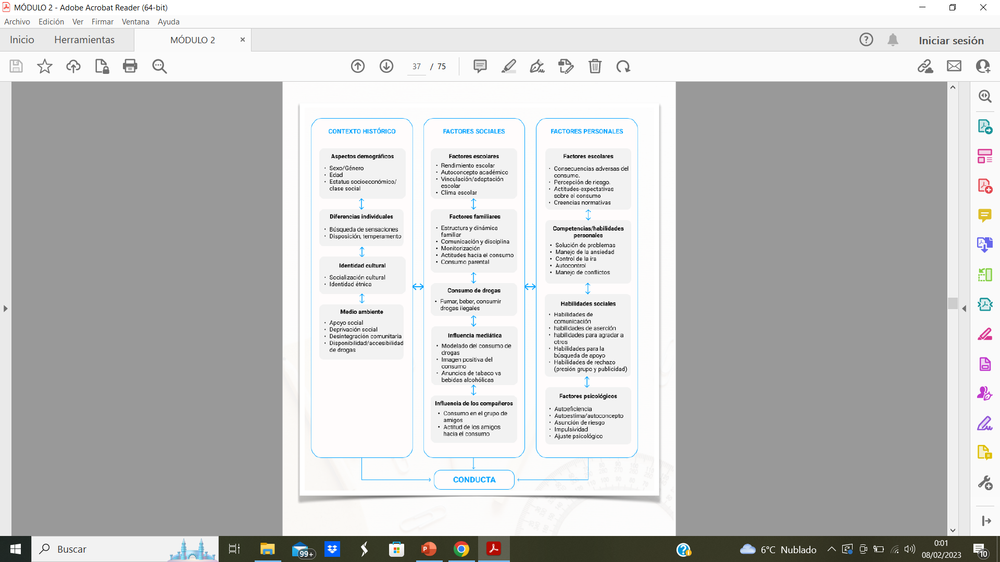 MÓDULO 2 - Adobe Acrobat Reader (64-bit)
Archivo Edición Ver Firmar Ventana Ayuda
Inicio Herramientas MÓDULO 2 × Iniciar sesión
37 / 75
CONTEXTO HISTÓRICO
Aspectos demográficos
· Sexo/Género
· Edad
· Estatus socioeconómico/
clase social
Diferencias individuales
· Búsqueda de sensaciones
· Disposición, temperamento
Identidad cultural
· Socialización cultural
· Identidad étnica
Medio ambiente
· Apoyo social
· Deprivación social
· Desintegración comunitaria
· Disponibilidad/accesibilidad
de drogas
FACTORES SOCIALES
Factores escolares
· Rendimiento escolar
· Autoconcepto académico
· Vinculación/adaptación
escolar
· Clima escolar
Factores familiares
· Estructura y dinámica
familiar
· Comunicación y disciplina
· Monitorización
· Actitudes hacia el consumo
· Consumo parental
Consumo de drogas
· Fumar, beber, consumir
drogas ilegales
Influencia mediática
· Modelado del consumo de
drogas
· Imagen positiva del
consumo
· Anuncios de tabaco vs
bebidas alcohólicas
Influencia de los compañeros
· Consumo en el grupo de
amigos
· Actitud de los amigos
hacia el consumo
FACTORES PERSONALES
Factores escolares
· Consecuencias adversas del
consumo.
· Percepción de riesgo.
· Actitudes-expectativas
sobre el consumo
· Creencias normativas
Competencias/habilidades
personales
· Solución de problemas
· Manejo de la ansiedad
· Control de la ira
· Autocontrol
· Manejo de conflictos
Habilidades sociales
· Habilidades de
comunicación
· habilidades de aserción
· habilidades para agradar a
otros
· Habilidades para la
búsqueda de apoyo
· Habilidades de rechazo
(presión grupo y publicidad)
Factores psicológicos
· Autoeficiencia
· Autoestima/autoconcepto
· Asunción de riesgo
· Impulsividad
· Ajuste psicológico
CONDUCTA
Buscar
99+
6°C Nublado
0:01
08/02/2023
10